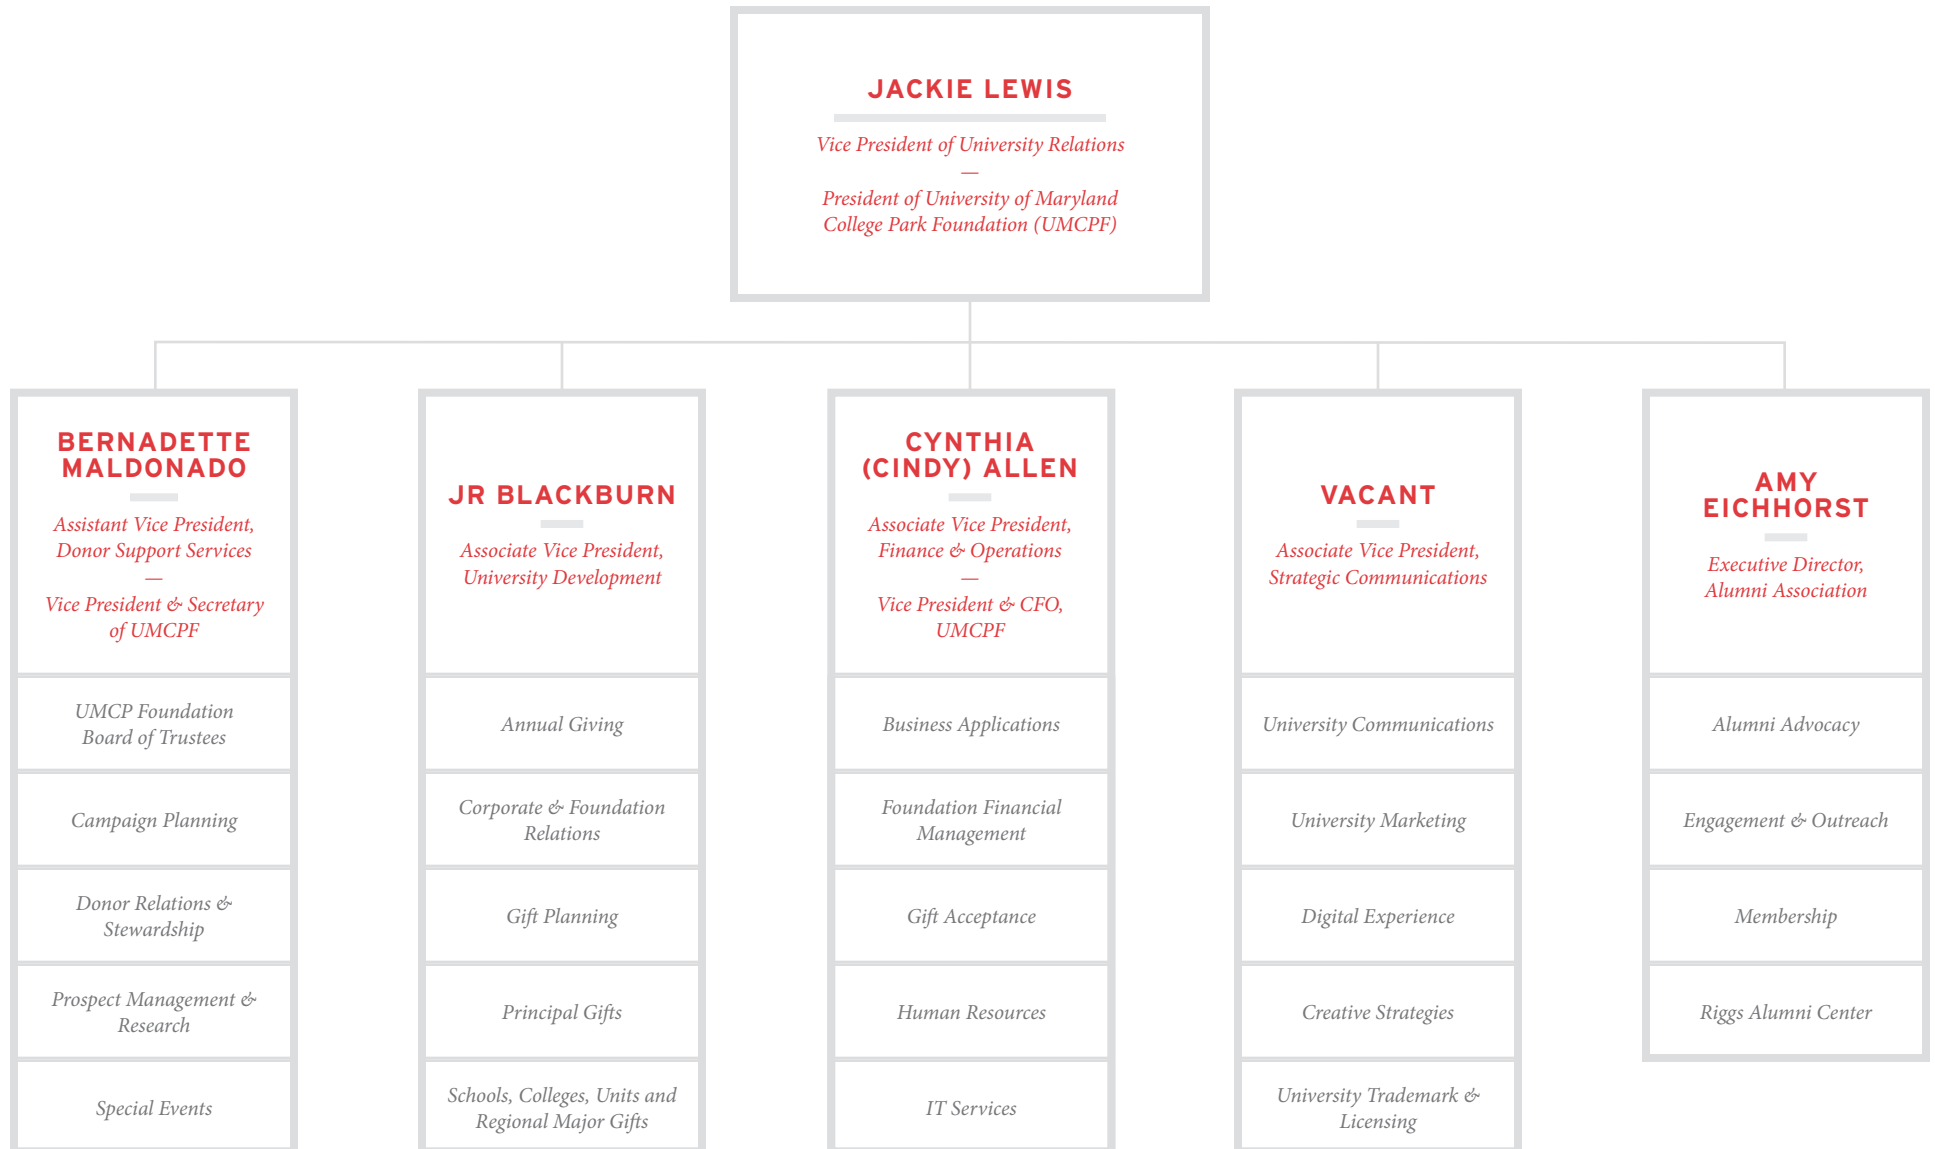 JACKIE LEWIS
Vice President of University Relations
—
President of University of Maryland
College Park Foundation (UMCPF)
BERNADETTE
MALDONADO
Assistant Vice President,
Donor Support Services
—
Vice President & Secretary
of UMCPF
UMCP Foundation
Board of Trustees
Campaign Planning
Donor Relations &
Stewardship
Prospect Management &
Research
Special Events
JR BLACKBURN
Associate Vice President,
University Development
Annual Giving
Corporate & Foundation
Relations
Gift Planning
Principal Gifts
Schools, Colleges, Units and
Regional Major Gifts
CYNTHIA
(CINDY) ALLEN
Associate Vice President,
Finance & Operations
—
Vice President & CFO,
UMCPF
Business Applications
Foundation Financial
Management
Gift Acceptance
Human Resources
IT Services
VACANT
Associate Vice President,
Strategic Communications
University Communications
University Marketing
Digital Experience
Creative Strategies
University Trademark &
Licensing
AMY
EICHHORST
Executive Director,
Alumni Association
Alumni Advocacy
Engagement & Outreach
Membership
Riggs Alumni Center